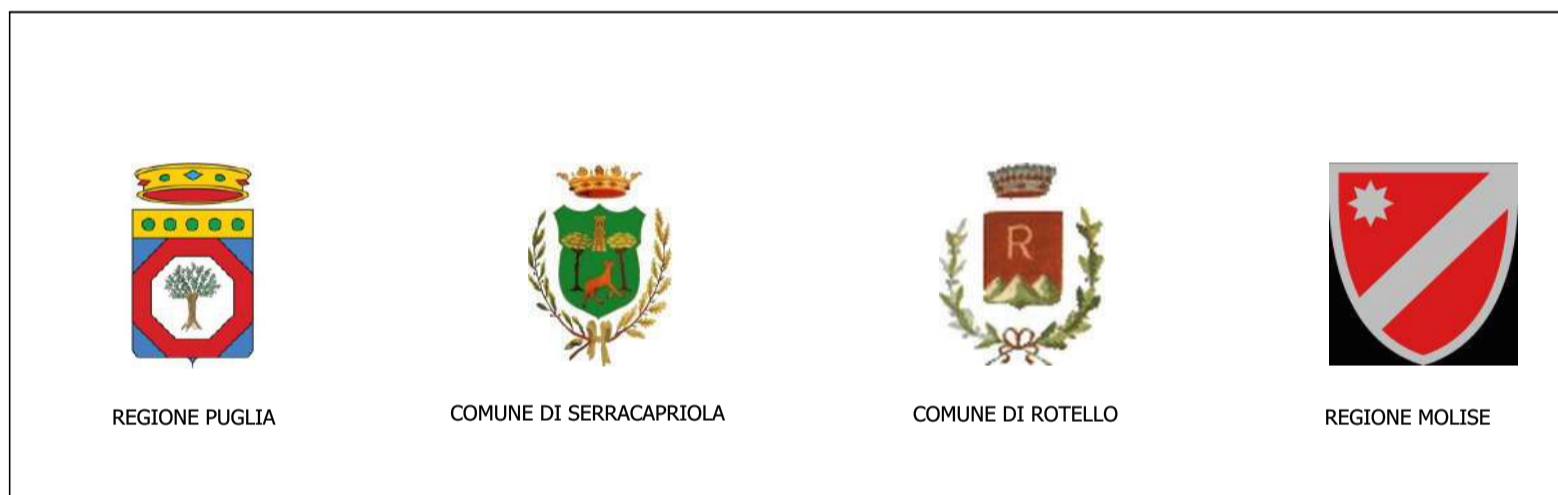 R
REGIONE PUGLIA
COMUNE DI SERRACAPRIOLA
COMUNE DI ROTELLO
REGIONE MOLISE